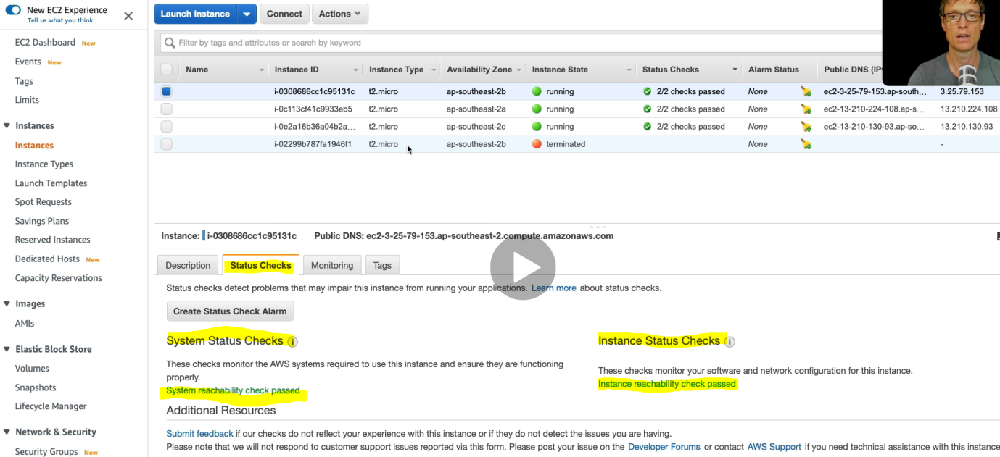 New EC2 Experience
Tell us what you think
EC2 Dashboard New
Events New
Tags
Limits
Instances
Instances
Instance Types
Launch Templates
Spot Requests
Savings Plans
Reserved Instances
Dedicated Hosts New
Capacity Reservations
Images
AMIs
Elastic Block Store
Volumes
Snapshots
Lifecycle Manager
Network & Security
Security Groups New
Launch Instance Connect Actions
Filter by tags and attributes or search by keyword
Name Instance ID Instance Type Availability Zone Instance State Status Checks Alarm Status Public DNS (IP
i-0308686cc1c95131c t2.micro ap-southeast-2b running 2/2 checks passed None ec2-3-25-79-153.ap-south... 3.25.79.153
i-0c113cf41c9933eb5 t2.micro ap-southeast-2a running 2/2 checks passed None ec2-13-210-224-108.ap-s... 13.210.224.108
i-0e2a16b36a04b2a... t2.micro ap-southeast-2c running 2/2 checks passed None ec2-13-210-130-93.ap-so... 13.210.130.93
i-02299b787fa1946f1 t2.micro ap-southeast-2b terminated None -
Instance: i-0308686cc1c95131c Public DNS: ec2-3-25-79-153.ap-southeast-2.compute.amazonaws.com
Description Status Checks Monitoring Tags
Status checks detect problems that may impair this instance from running your applications. Learn more about status checks.
Create Status Check Alarm
System Status Checks
These checks monitor the AWS systems required to use this instance and ensure they are functioning
properly.
System reachability check passed
Instance Status Checks
These checks monitor your software and network configuration for this instance.
Instance reachability check passed
Additional Resources
Submit feedback if our checks do not reflect your experience with this instance or if they do not detect the issues you are having.
Please note that we will not respond to customer support issues reported via this form. Please post your issue on the Developer Forums or contact AWS Support if you need technical assistance with this instance